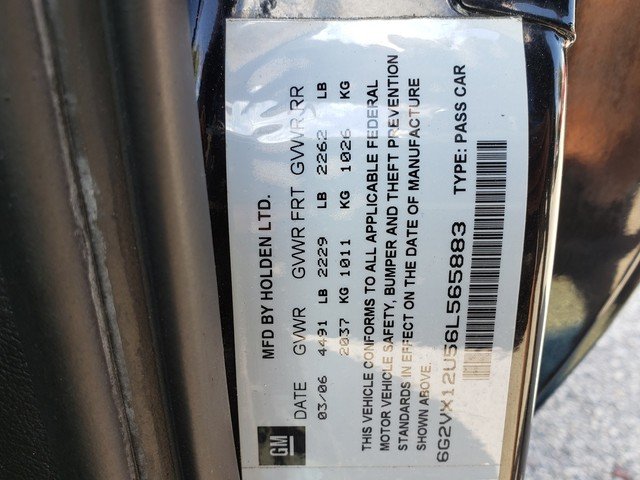 GM
MFD BY HOLDEN LTD.
DATE GVWR GVWR FRT GVWR RR
03/06 4491 LB 2229 LB 2262 LB
2037 KG 1011 KG 1026 KG
THIS VEHICLE CONFORMS TO ALL APPLICABLE FEDERAL
MOTOR VEHICLE SAFETY, BUMPER AND THEFT PREVENTION
STANDARDS IN EFFECT ON THE DATE OF MANUFACTURE
SHOWN ABOVE.
6G2VX12U56L565883 TYPE: PASS CAR